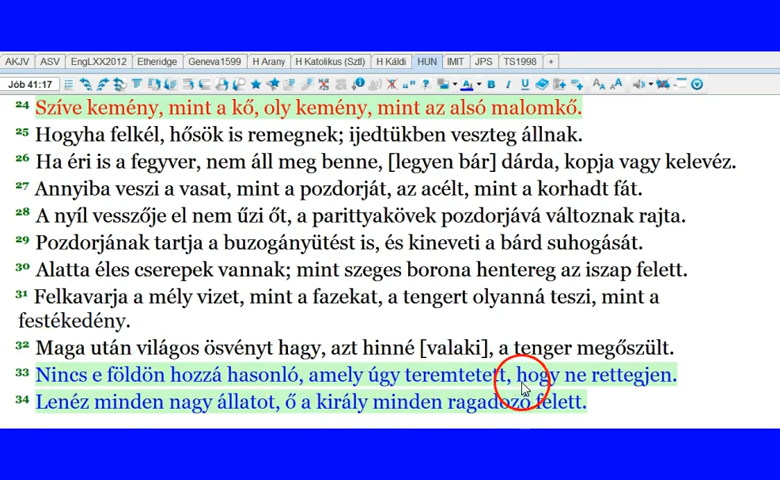 AKJV ASV EngLXX2012 Etheridge Geneva1599 H Arany H Katolikus (SztI) H Káldi HUN IMIT JPS TS1998 +
Jób 41:17
24 Szíve kemény, mint a kő, oly kemény, mint az alsó malomkő.
25 Hogyha felkél, hősök is remegnek; ijedtükben veszteg állnak.
26 Ha éri is a fegyver, nem áll meg benne, [legyen bár] dárda, kopja vagy kelevéz.
27 Annyiba veszi a vasat, mint a pozdorját, az acélt, mint a korhadt fát.
28 A nyíl vesszője el nem űzi őt, a parittyakövek pozdorjává változnak rajta.
29 Pozdorjának tartja a buzogányütést is, és kineveti a bárd suhogását.
30 Alatta éles cserepek vannak; mint szeges borona hentereg az iszap felett.
31 Felkavarja a mély vizet, mint a fazekat, a tengert olyanná teszi, mint a
festékedény.
32 Maga után világos ösvényt hagy, azt hinné [valaki], a tenger megőszült.
33 Nincs e földön hozzá hasonló, amely úgy teremtetett, hogy ne rettegjen.
34 Lenéz minden nagy állatot, ő a király minden ragadozó felett.